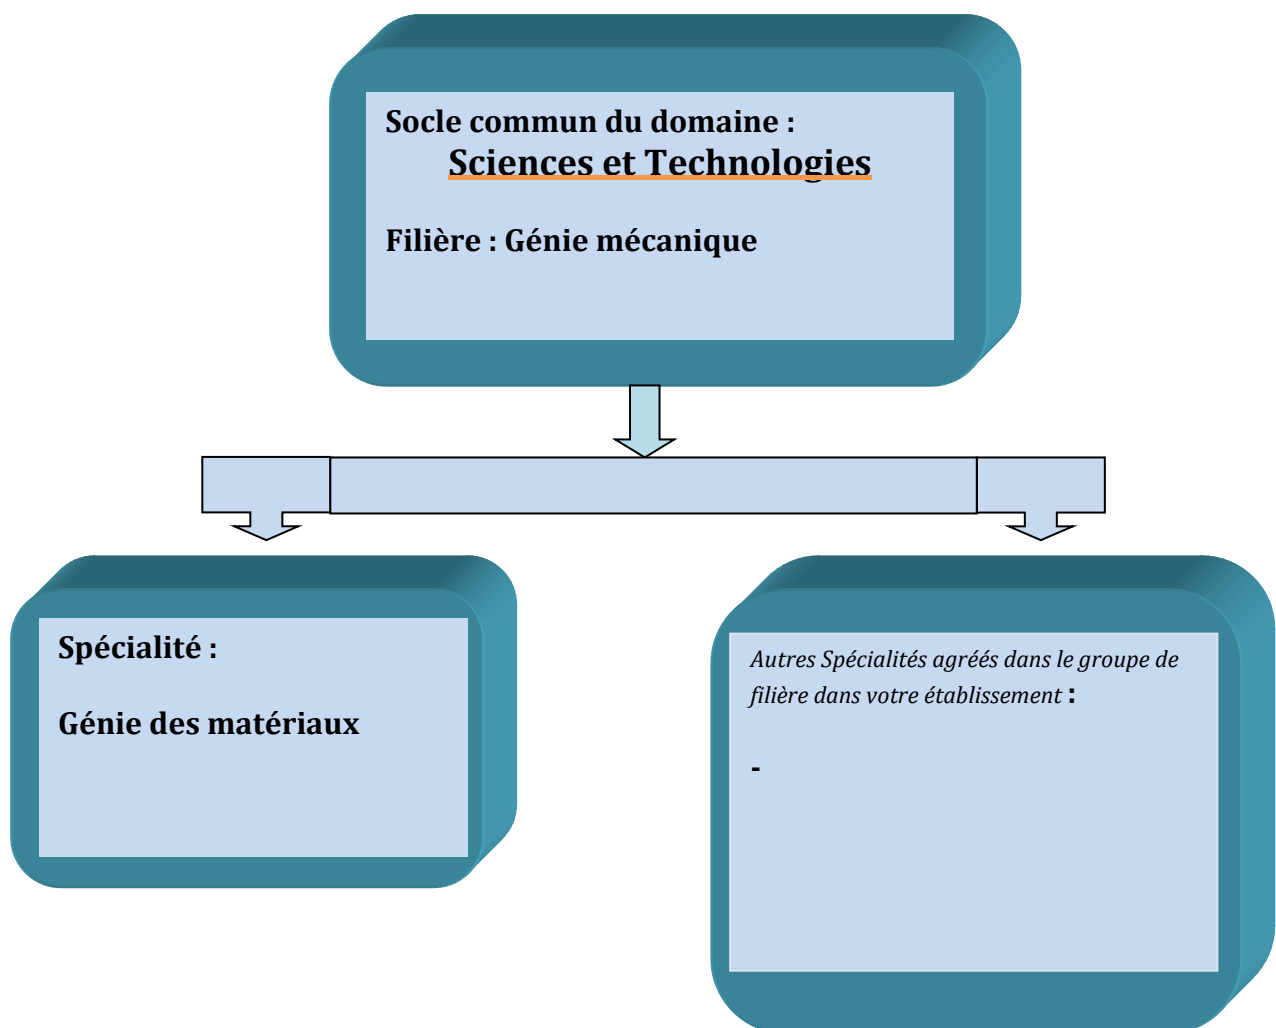 Socle commun du domaine :
Sciences et Technologies
Filière : Génie mécanique
Spécialité :
Génie des matériaux
Autres Spécialités agréés dans le groupe de
filière dans votre établissement :
-